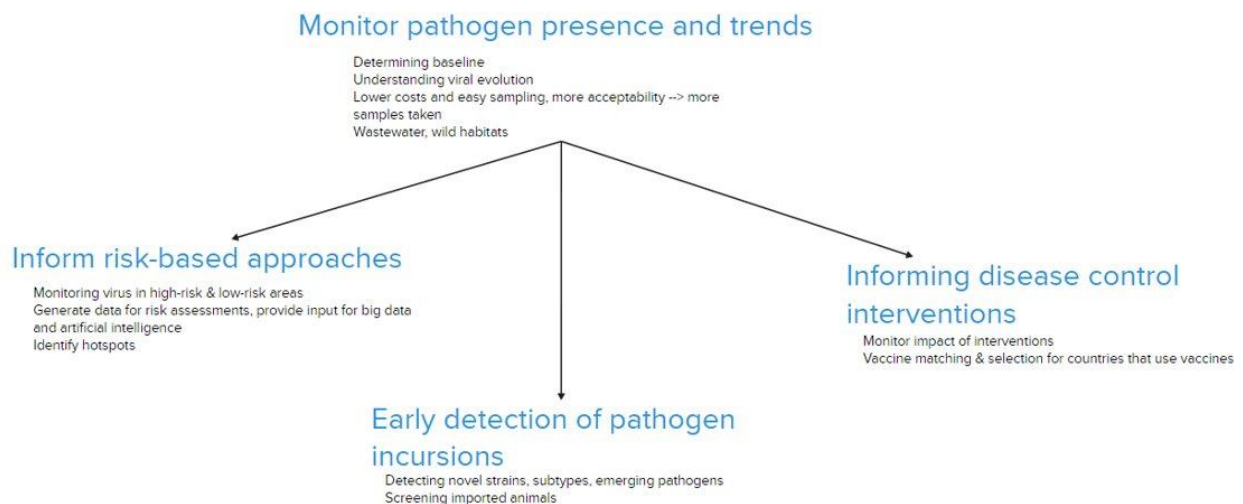 Monitor pathogen presence and trends
Determining baseline
Understanding viral evolution
Lower costs and easy sampling, more acceptability --> more
samples taken
Wastewater, wild habitats
Inform risk-based approaches
Monitoring virus in high-risk & low-risk areas
Generate data for risk assessments, provide input for big data
and artificial intelligence
Identify hotspots
Informing disease control
interventions
Monitor impact of interventions
Vaccine matching & selection for countries that use vaccines
Early detection of pathogen
incursions
Detecting novel strains, subtypes, emerging pathogens
Screening imported animals